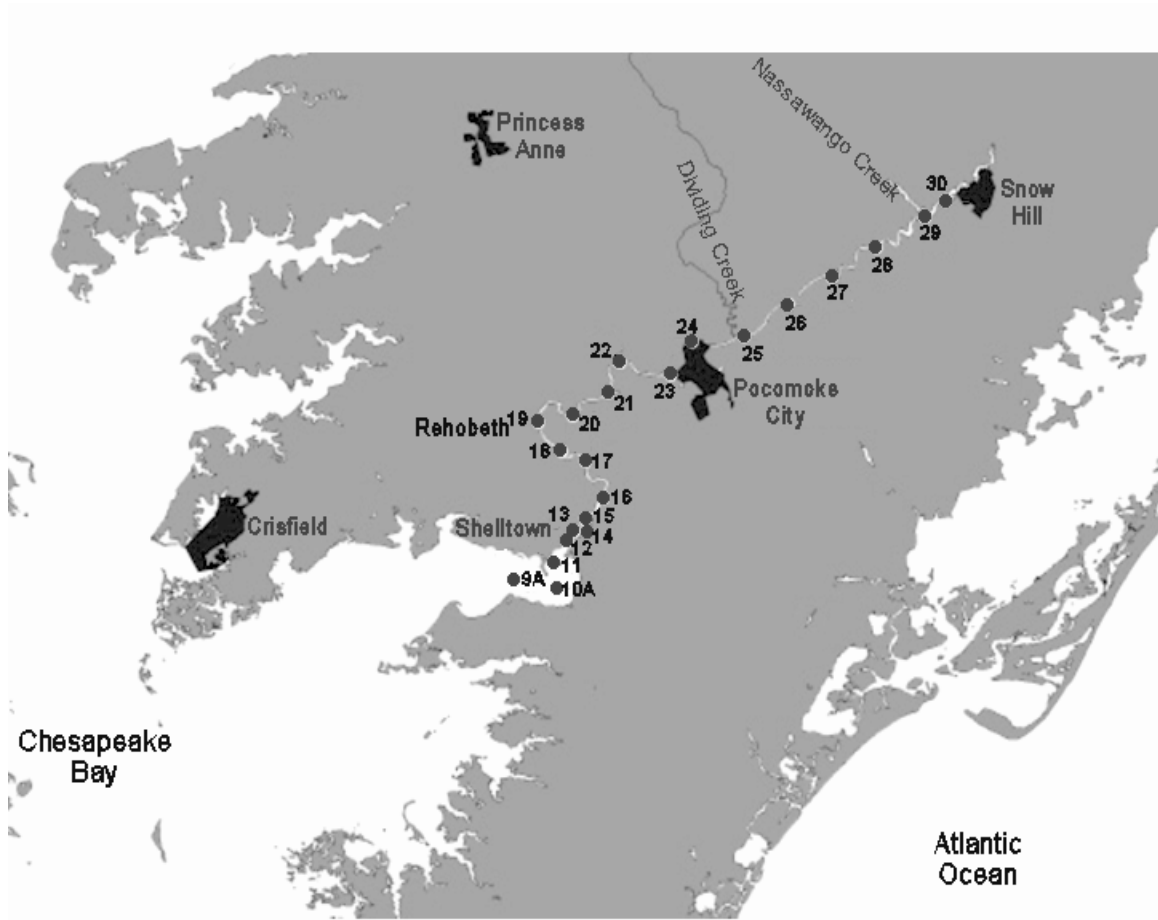 Princess
Anne
Nassawango Creek
Dividing Creek
30
Snow
Hill
29
28
27
26
25
24
23
22
21
Pocomoke
City
20
19
Rehobeth
18
17
16
15
14
13
Shelltown
12
11
9A
10A
Crisfield
Chesapeake
Bay
Atlantic
Ocean